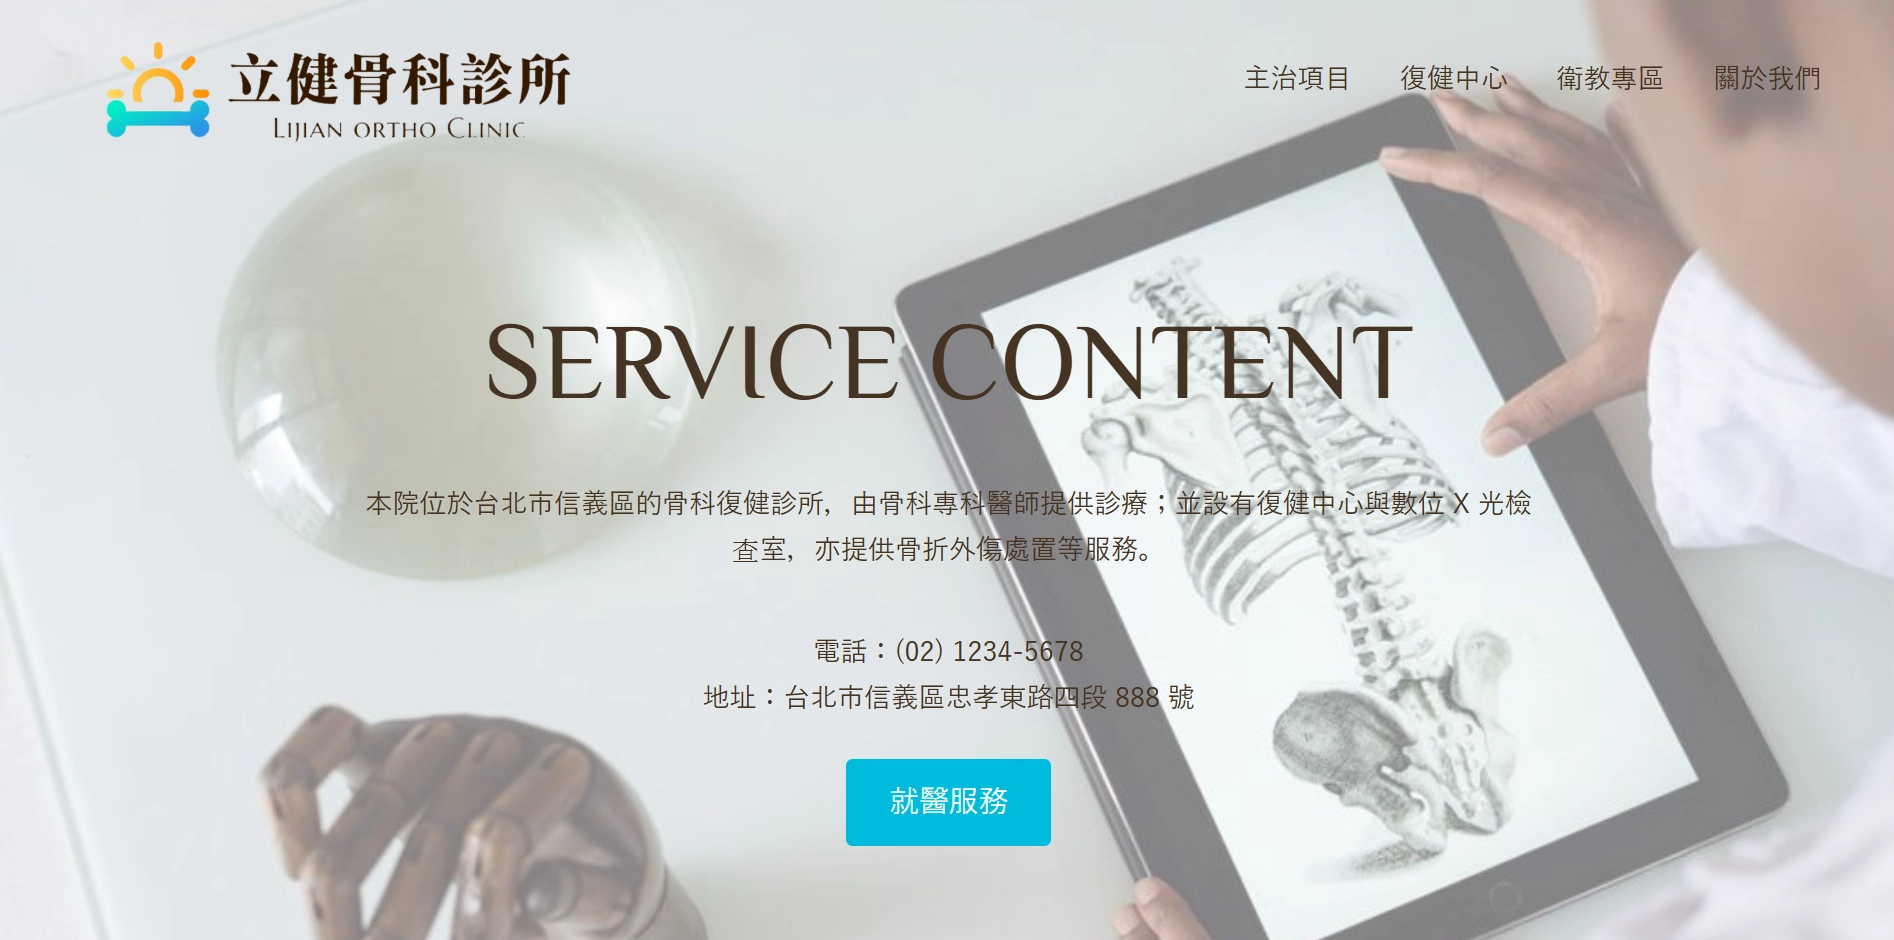 立健骨科診所
LIJIAN ORTHO CLINIC
主治項目
復健中心
衛教專區
關於我們
SERVICE CONTENT
本院位於台北市信義區的骨科復健診所，由骨科專科醫師提供診療；並設有復健中心與數位 X 光檢
查室，亦提供骨折外傷處置等服務。
電話：(02) 1234-5678
地址：台北市信義區忠孝東路四段 888 號
就醫服務